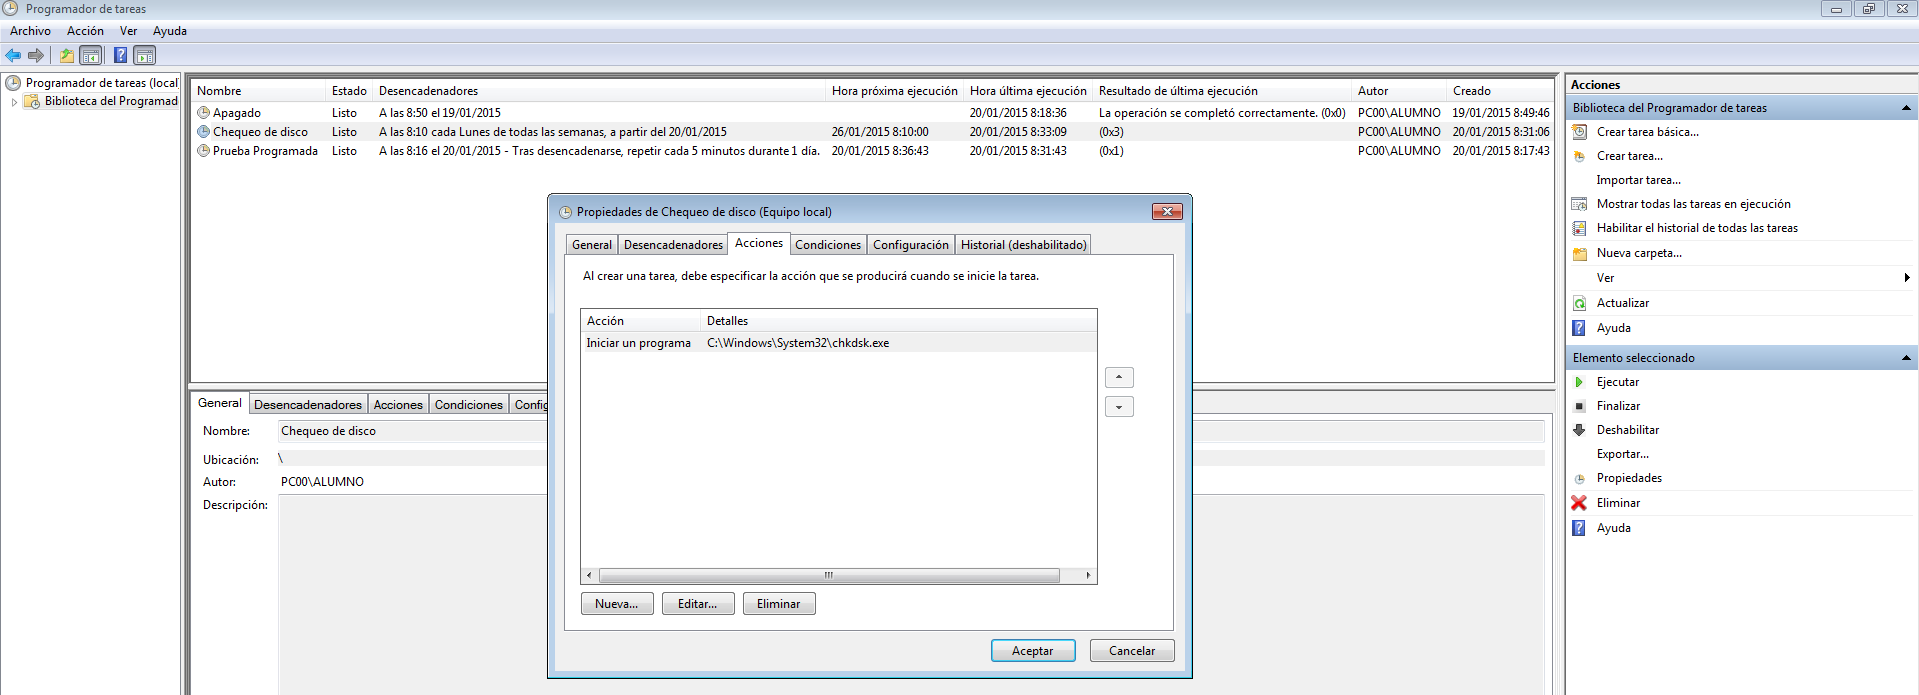 Programador de tareas
Archivo Acción Ver Ayuda
Programador de tareas (local)
Biblioteca del Programad
Nombre Estado Desencadenadores Hora próxima ejecución Hora última ejecución Resultado de última ejecución Autor Creado
Apagado Listo A las 8:50 el 19/01/2015 20/01/2015 8:18:36 La operación se completó correctamente. (0x0) PC00\ALUMNO 19/01/2015 8:49:46
Chequeo de disco Listo A las 8:10 cada Lunes de todas las semanas, a partir del 20/01/2015 26/01/2015 8:10:00 20/01/2015 8:33:09 (0x3) PC00\ALUMNO 20/01/2015 8:31:06
Prueba Programada Listo A las 8:16 el 20/01/2015 - Tras desencadenarse, repetir cada 5 minutos durante 1 día. 20/01/2015 8:36:43 20/01/2015 8:31:43 (0x1) PC00\ALUMNO 20/01/2015 8:17:43
Propiedades de Chequeo de disco (Equipo local)
General Desencadenadores Acciones Condiciones Configuración Historial (deshabilitado)
Al crear una tarea, debe especificar la acción que se producirá cuando se inicie la tarea.
Acción Detalles
Iniciar un programa C:\Windows\System32\chkdsk.exe
Nueva... Editar... Eliminar
Aceptar Cancelar
General Desencadenadores Acciones Condiciones Config
Nombre: Chequeo de disco
Ubicación: \
Autor: PC00\ALUMNO
Descripción:
Acciones
Biblioteca del Programador de tareas
Crear tarea básica...
Crear tarea...
Importar tarea...
Mostrar todas las tareas en ejecución
Habilitar el historial de todas las tareas
Nueva carpeta...
Ver
Actualizar
Ayuda
Elemento seleccionado
Ejecutar
Finalizar
Deshabilitar
Exportar...
Propiedades
Eliminar
Ayuda